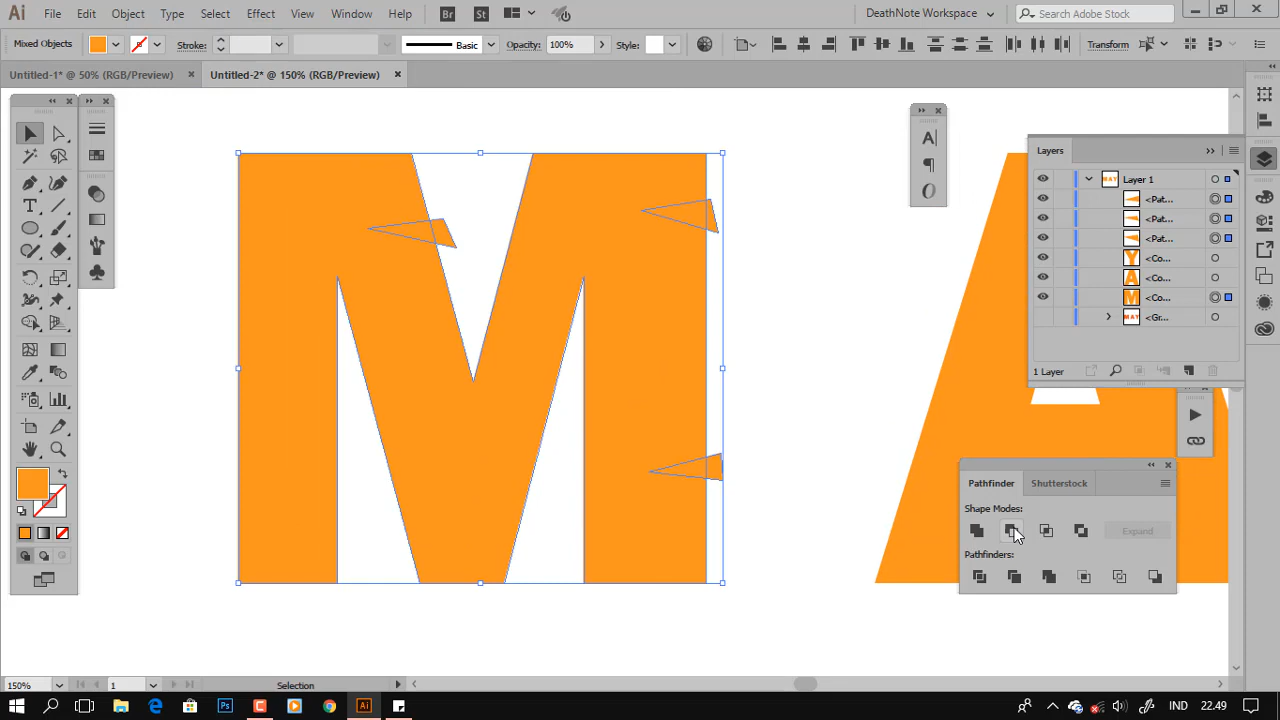 Ai File Edit Object Type Select Effect View Window Help Br St DeathNote Workspace Search Adobe Stock
Mixed Objects Stroke: Basic Opacity: 100% Style: Transform
Untitled-1* @ 50% (RGB/Preview) × Untitled-2* @ 150% (RGB/Preview) ×
M A
A
O
Layers
Layer 1
<Pat...
<Pat...
<Pat...
Y <Co...
A <Co...
M <Co...
MAY <Gr...
1 Layer
Pathfinder Shutterstock
Shape Modes:
Expand
Pathfinders:
150% 1 Selection
Ps Ai IND 22.49